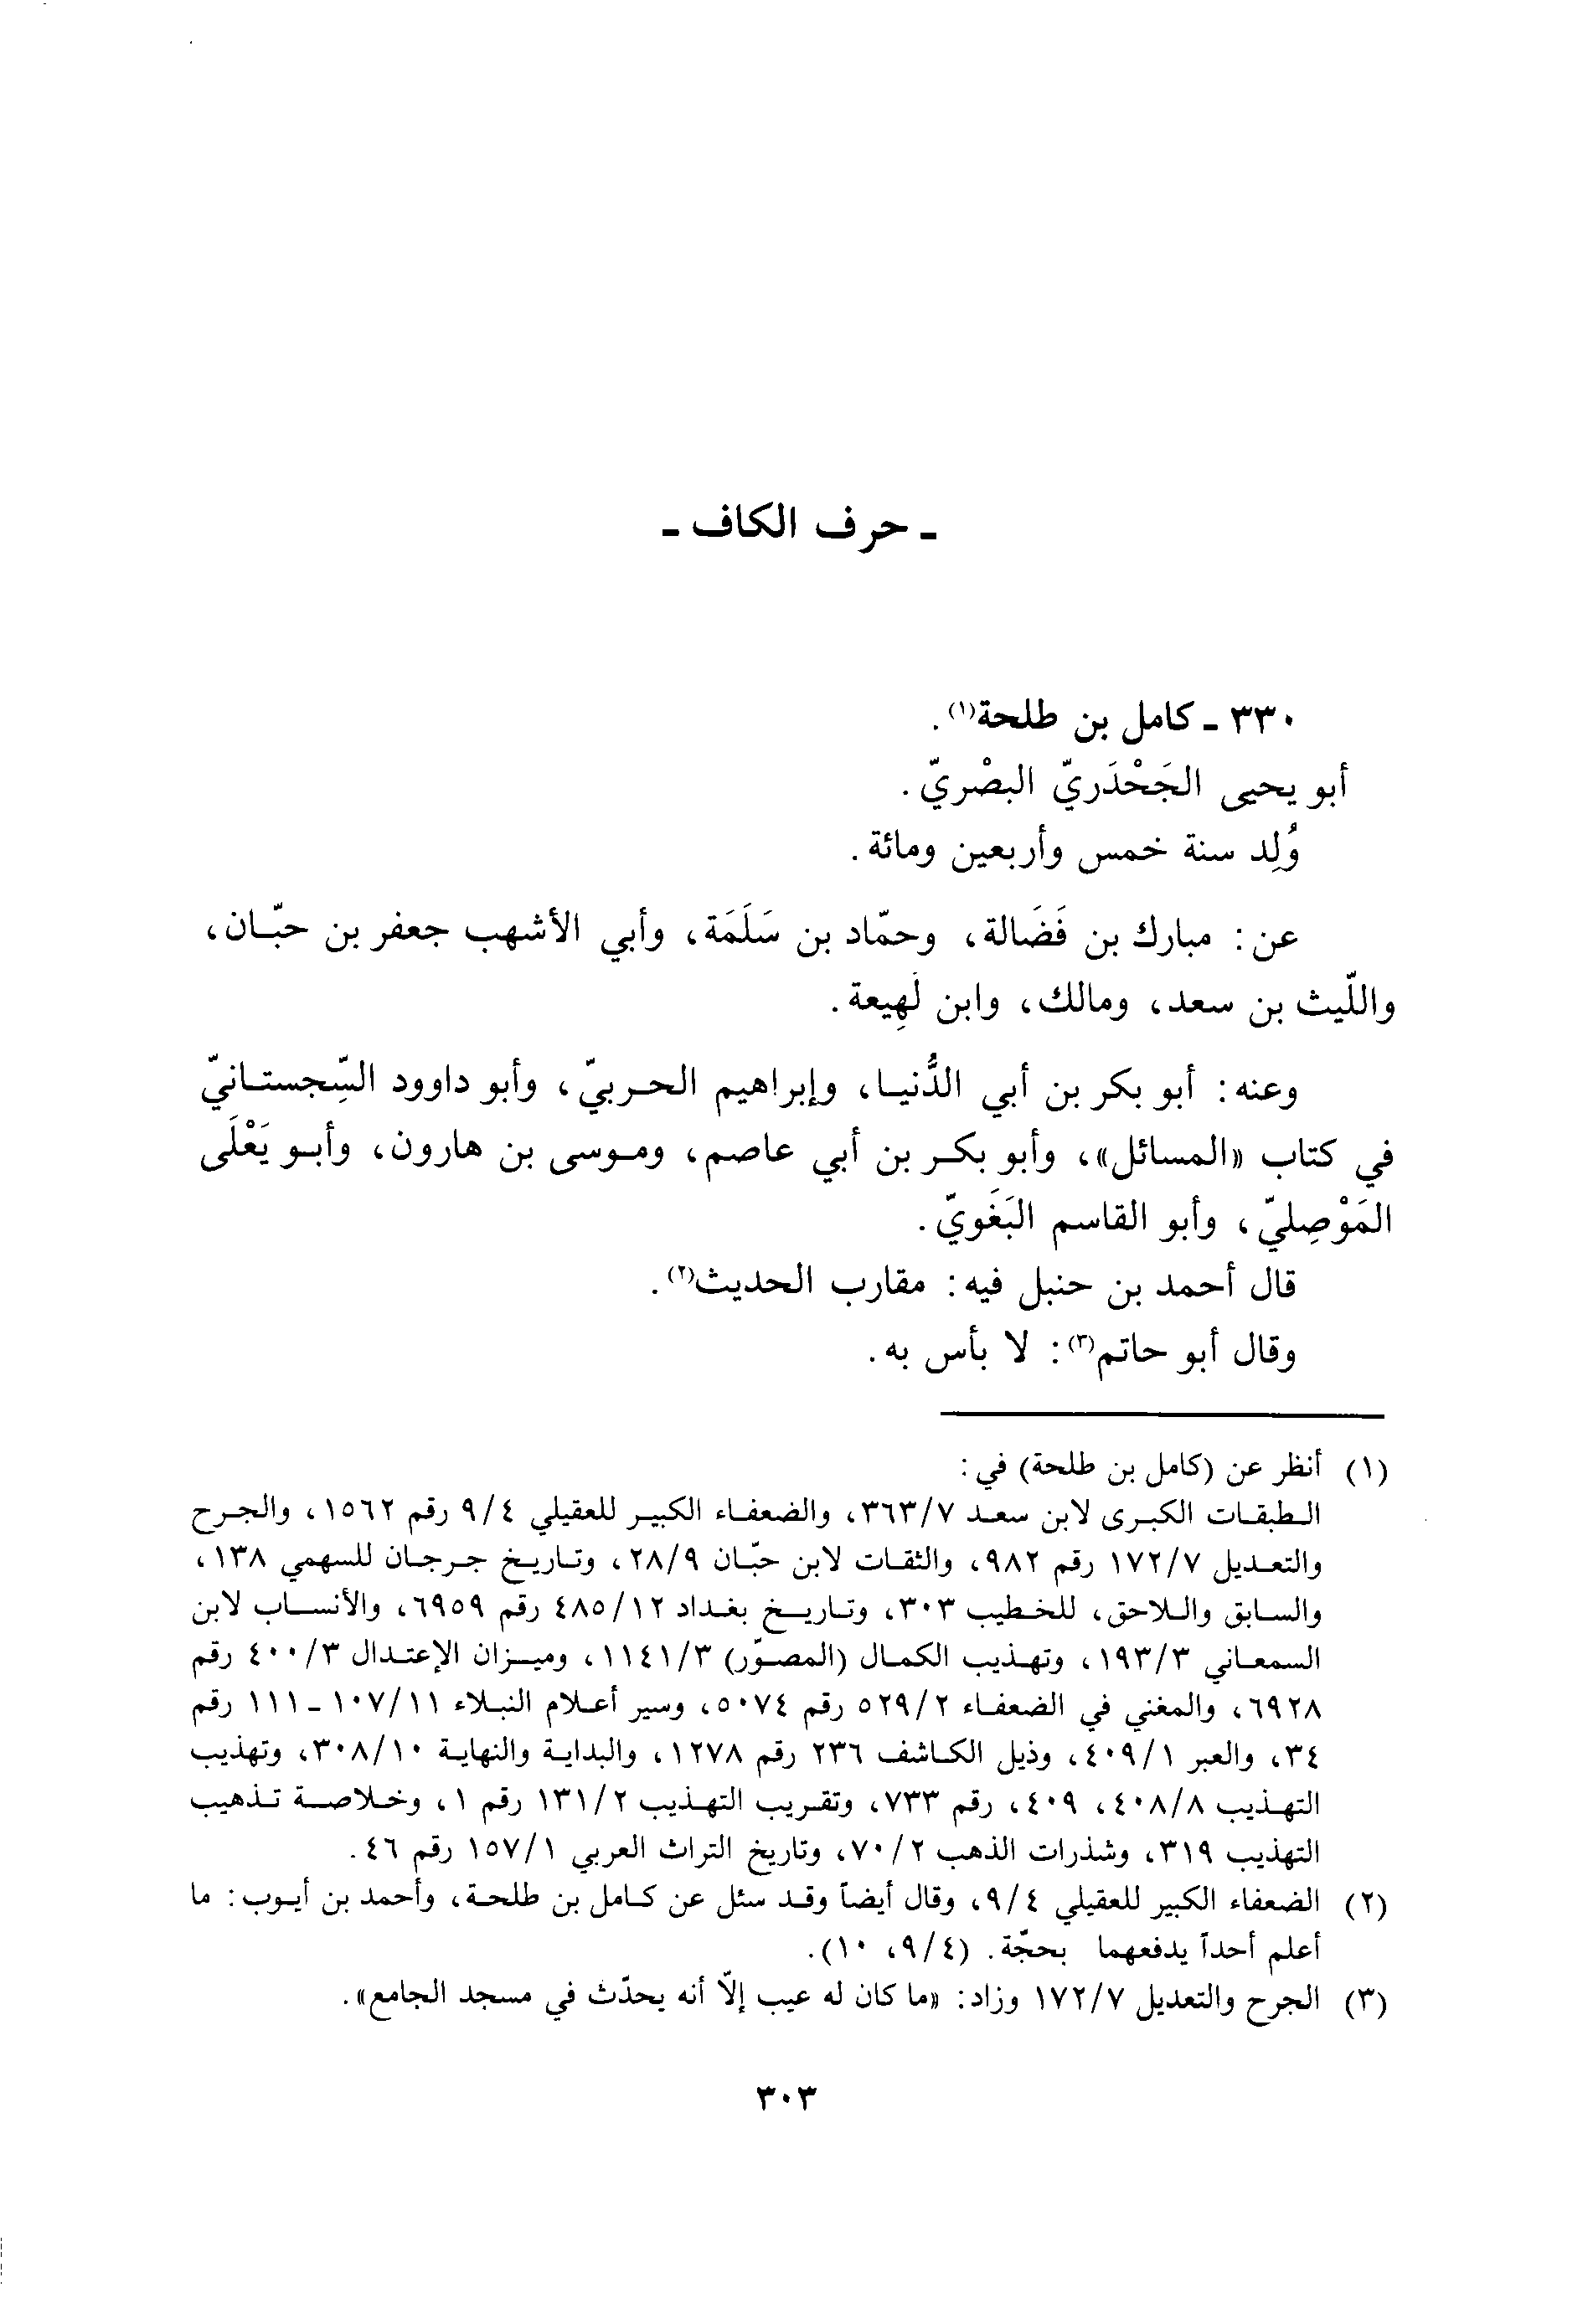 - حرف الكاف -
٣٣٠ - كامل بن طلحة(١).
أبو يحيى الجَحْدَريّ البصْريّ.
وُلِد سنة خمس وأربعين ومائة.
عن: مبارك بن فَضَالة، وحمّاد بن سَلَمَة، وأبي الأشهب جعفر بن حبّان،
واللّيث بن سعد، ومالك، وابن لَهِيعة.
وعنه: أبو بكر بن أبي الدُّنيا، وإبراهيم الحربيّ، وأبو داوود السِّجستانيّ
في كتاب «المسائل»، وأبو بكر بن أبي عاصم، وموسى بن هارون، وأبو يَعْلَى
المَوْصِليّ، وأبو القاسم البَغَويّ.
قال أحمد بن حنبل فيه: مقارب الحديث(٢).
وقال أبو حاتم(٣): لا بأس به.
(١) أنظر عن (كامل بن طلحة) في:
الطبقات الكبرى لابن سعد ٣٦٣/٧، والضعفاء الكبير للعقيلي ٩/٤ رقم ١٥٦٢، والجرح
والتعديل ١٧٢/٧ رقم ٩٨٢، والثقات لابن حبّان ٢٨/٩، وتاريخ جرجان للسهمي ١٣٨،
والسابق واللاحق، للخطيب ٣٠٣، وتاريخ بغداد ٤٨٥/١٢ رقم ٦٩٥٩، والأنساب لابن
السمعاني ١٩٣/٣، وتهذيب الكمال (المصوّر) ١١٤١/٣، وميزان الإعتدال ٤٠٠/٣ رقم
٦٩٢٨، والمغني في الضعفاء ٥٢٩/٢ رقم ٥٠٧٤، وسير أعلام النبلاء ١٠٧/١١ - ١١١ رقم
٣٤، والعبر ٤٠٩/١، وذيل الكاشف ٢٣٦ رقم ١٢٧٨، والبداية والنهاية ٣٠٨/١٠، وتهذيب
التهذيب ٤٠٨/٨، ٤٠٩، رقم ٧٣٣، وتقريب التهذيب ١٣١/٢ رقم ١، وخلاصة تذهيب
التهذيب ٣١٩، وشذرات الذهب ٧٠/٢، وتاريخ التراث العربي ١٥٧/١ رقم ٤٦.
(٢) الضعفاء الكبير للعقيلي ٩/٤، وقال أيضاً وقد سئل عن كامل بن طلحة، وأحمد بن أيوب: ما
أعلم أحداً يدفعهما بحجّة. (٩/٤، ١٠).
(٣) الجرح والتعديل ١٧٢/٧ وزاد: «ما كان له عيب إلّا أنه يحدّث في مسجد الجامع».
٣٠٣